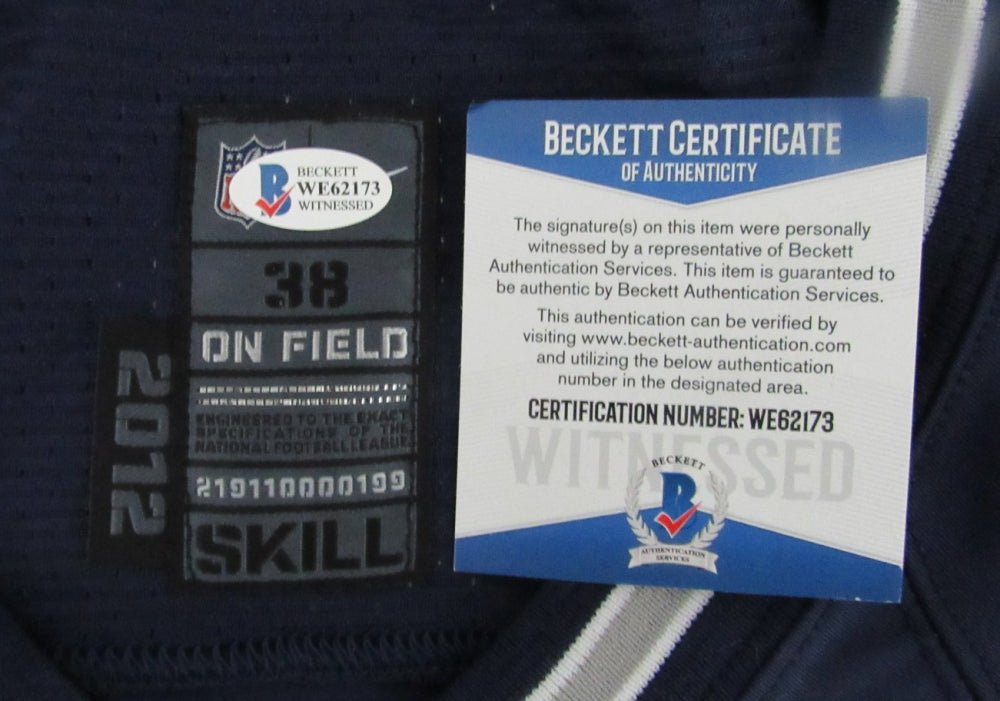 BECKETT
WE62173
WITNESSED
38
ON FIELD
ENGINEERED TO THE EXACT
SPECIFICATIONS OF THE
NATIONAL FOOTBALL LEAGUE
219110000199
SKILL
2012
BECKETT CERTIFICATE
OF AUTHENTICITY
The signature(s) on this item were personally
witnessed by a representative of Beckett
Authentication Services. This item is guaranteed to
be authentic by Beckett Authentication Services.
This authentication can be verified by
visiting www.beckett-authentication.com
and utilizing the below authentication
number in the designated area.
CERTIFICATION NUMBER: WE62173
WITNESSED
BECKETT
B
AUTHENTICATION
SERVICES